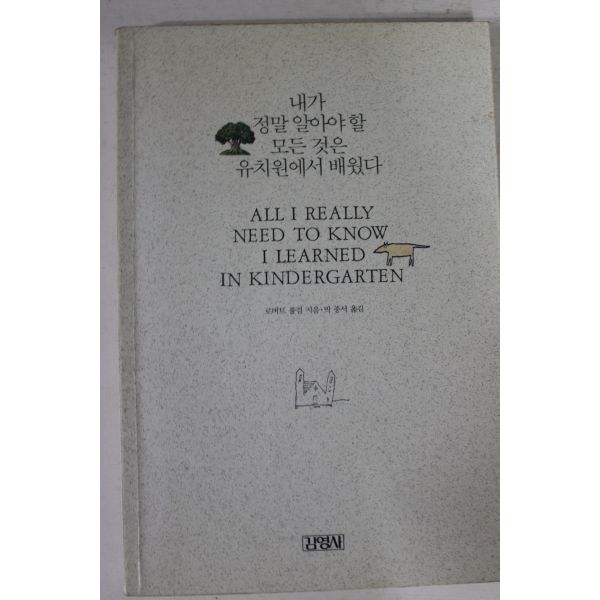 내가
정말 알아야 할
모든 것은
유치원에서 배웠다
ALL I REALLY
NEED TO KNOW
I LEARNED
IN KINDERGARTEN
로버트 풀검 지음·박 종서 옮김
김영사